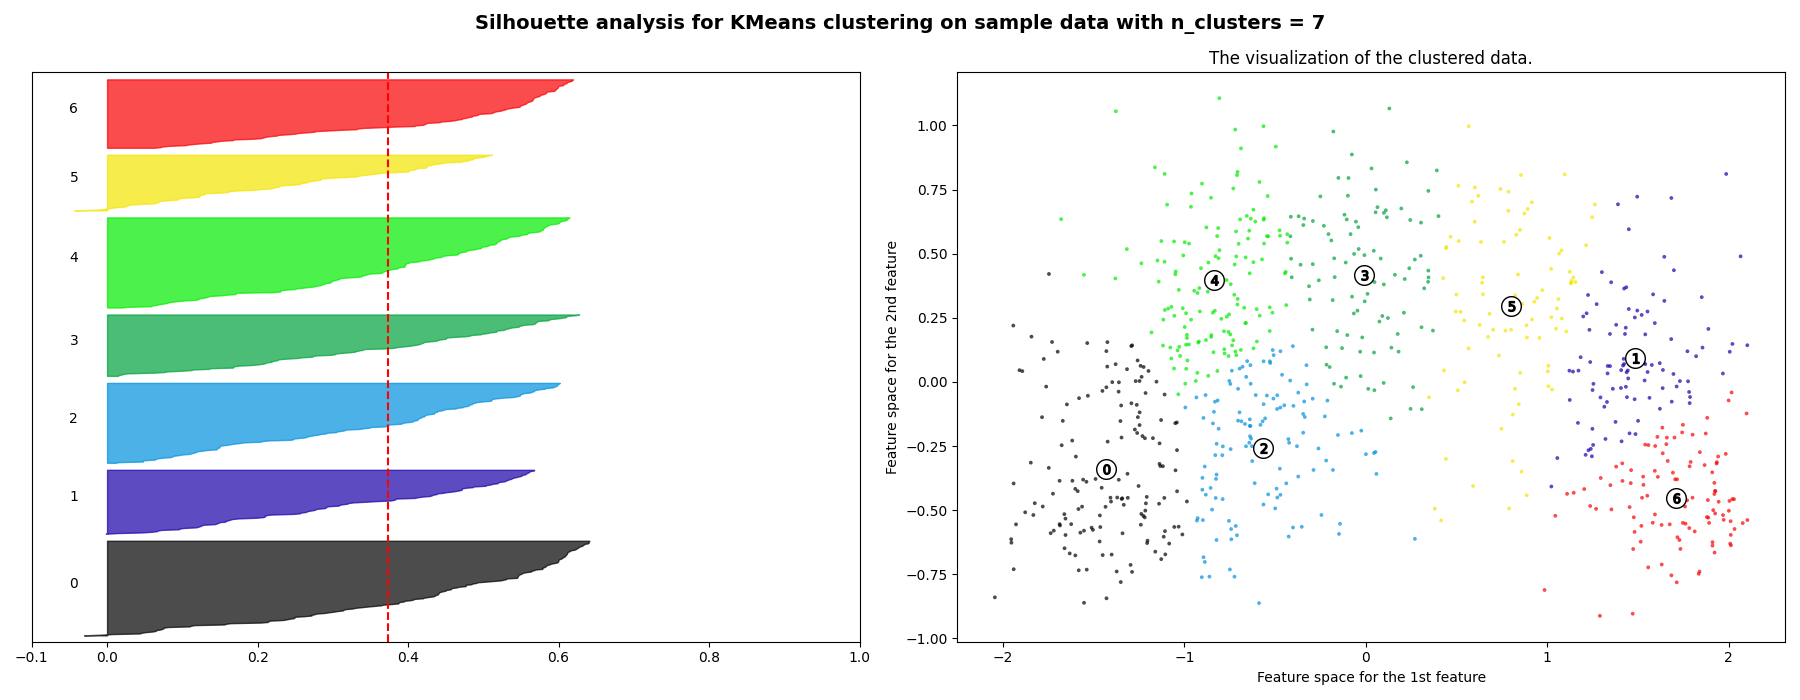 Silhouette analysis for KMeans clustering on sample data with n_clusters = 7
6
5
4
3
2
1
0
−0.1 0.0 0.2 0.4 0.6 0.8 1.0
The visualization of the clustered data.
Feature space for the 2nd feature
1.00
0.75
0.50
0.25
0.00
−0.25
−0.50
−0.75
−1.00
4 3 5 1 2 0 6
−2 −1 0 1 2
Feature space for the 1st feature